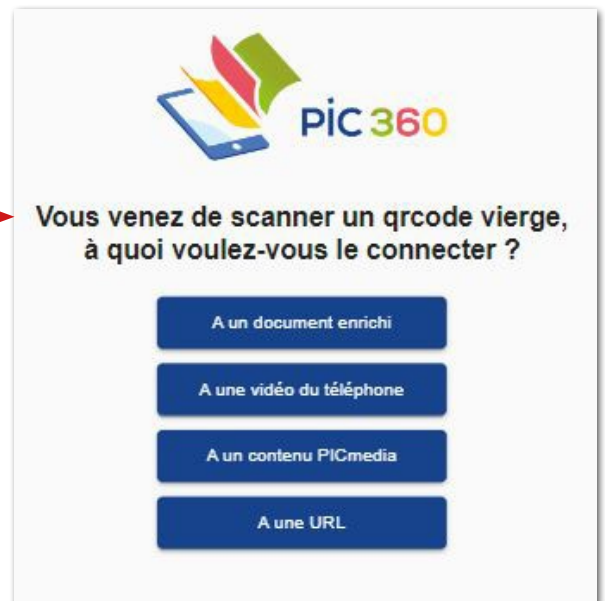 PIC 360
Vous venez de scanner un qrcode vierge,
à quoi voulez-vous le connecter ?
A un document enrichi
A une vidéo du téléphone
A un contenu PICmedia
A une URL